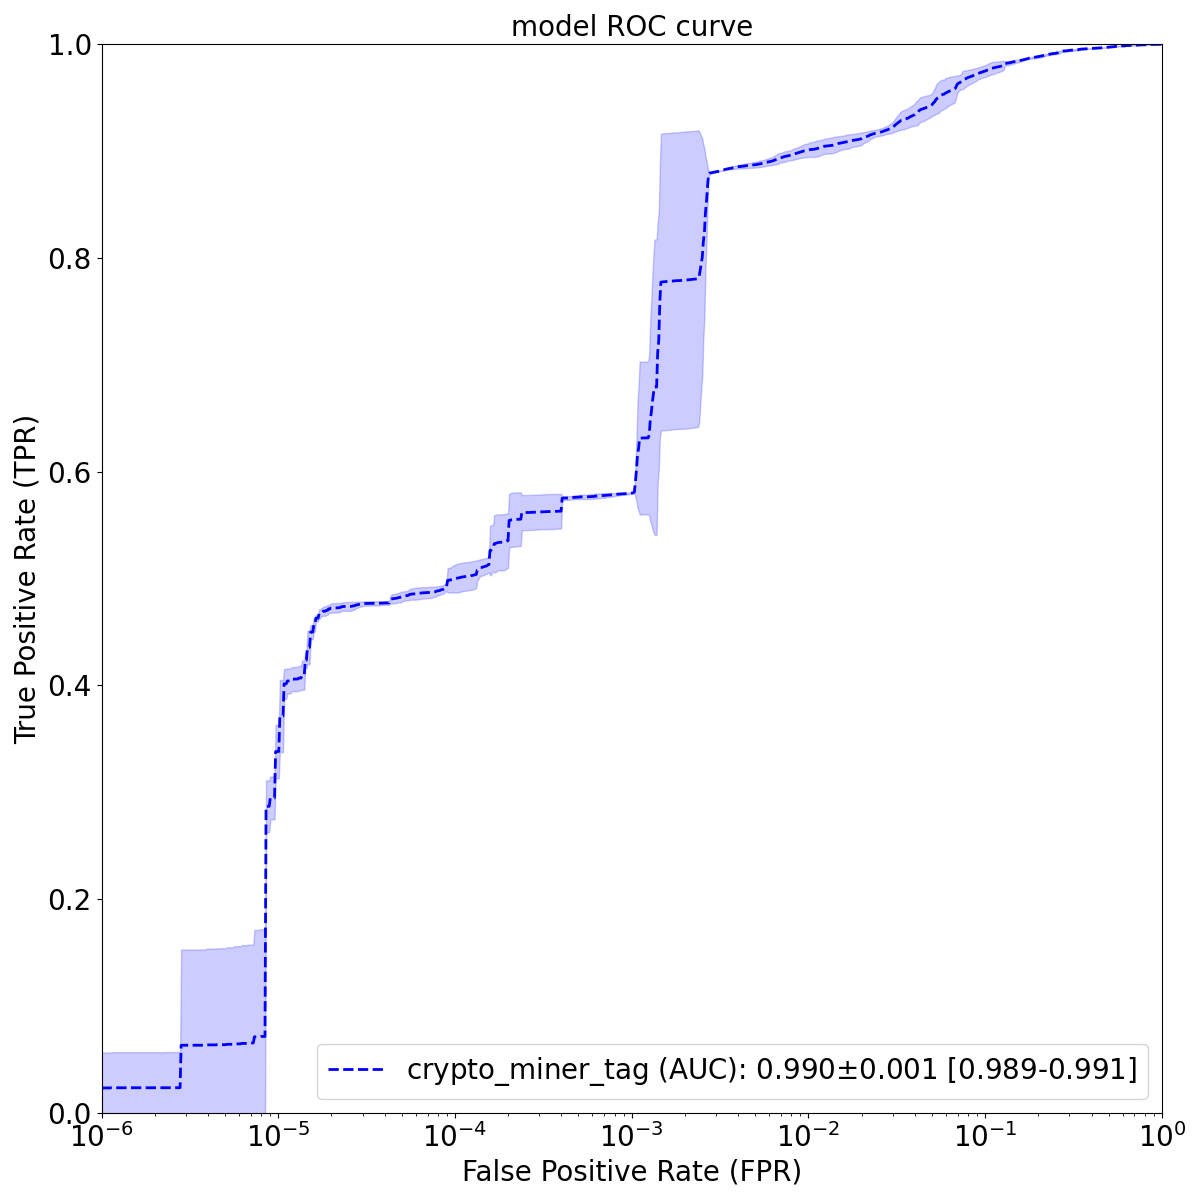 model ROC curve
1.0
0.8
0.6
0.4
0.2
0.0
True Positive Rate (TPR)
crypto_miner_tag (AUC): 0.990±0.001 [0.989-0.991]
10⁻⁶ 10⁻⁵ 10⁻⁴ 10⁻³ 10⁻² 10⁻¹ 10⁰
False Positive Rate (FPR)